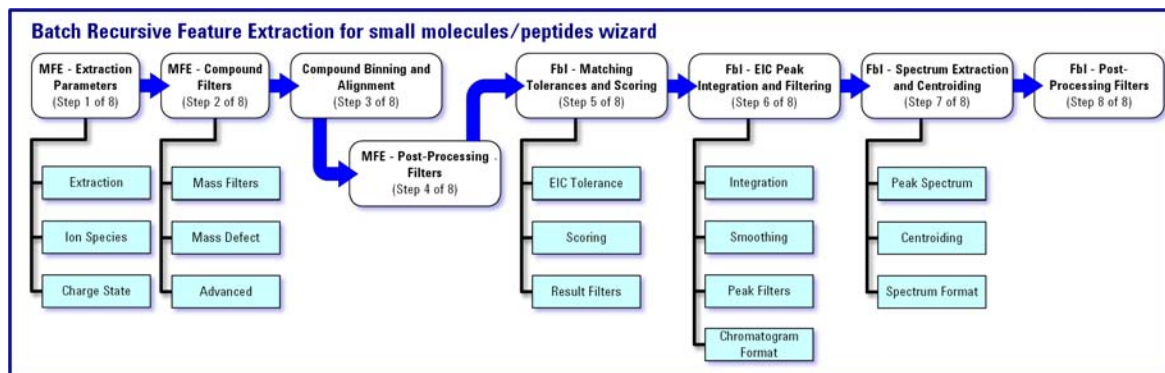 Batch Recursive Feature Extraction for small molecules/peptides wizard
MFE - Extraction
Parameters
(Step 1 of 8)
MFE - Compound
Filters
(Step 2 of 8)
Compound Binning and
Alignment
(Step 3 of 8)
MFE - Post-Processing
Filters
(Step 4 of 8)
FbI - Matching
Tolerances and Scoring
(Step 5 of 8)
FbI - EIC Peak
Integration and Filtering
(Step 6 of 8)
FbI - Spectrum Extraction
and Centroiding
(Step 7 of 8)
FbI - Post-
Processing Filters
(Step 8 of 8)
Extraction
Ion Species
Charge State
Mass Filters
Mass Defect
Advanced
EIC Tolerance
Scoring
Result Filters
Integration
Smoothing
Peak Filters
Chromatogram
Format
Peak Spectrum
Centroiding
Spectrum Format